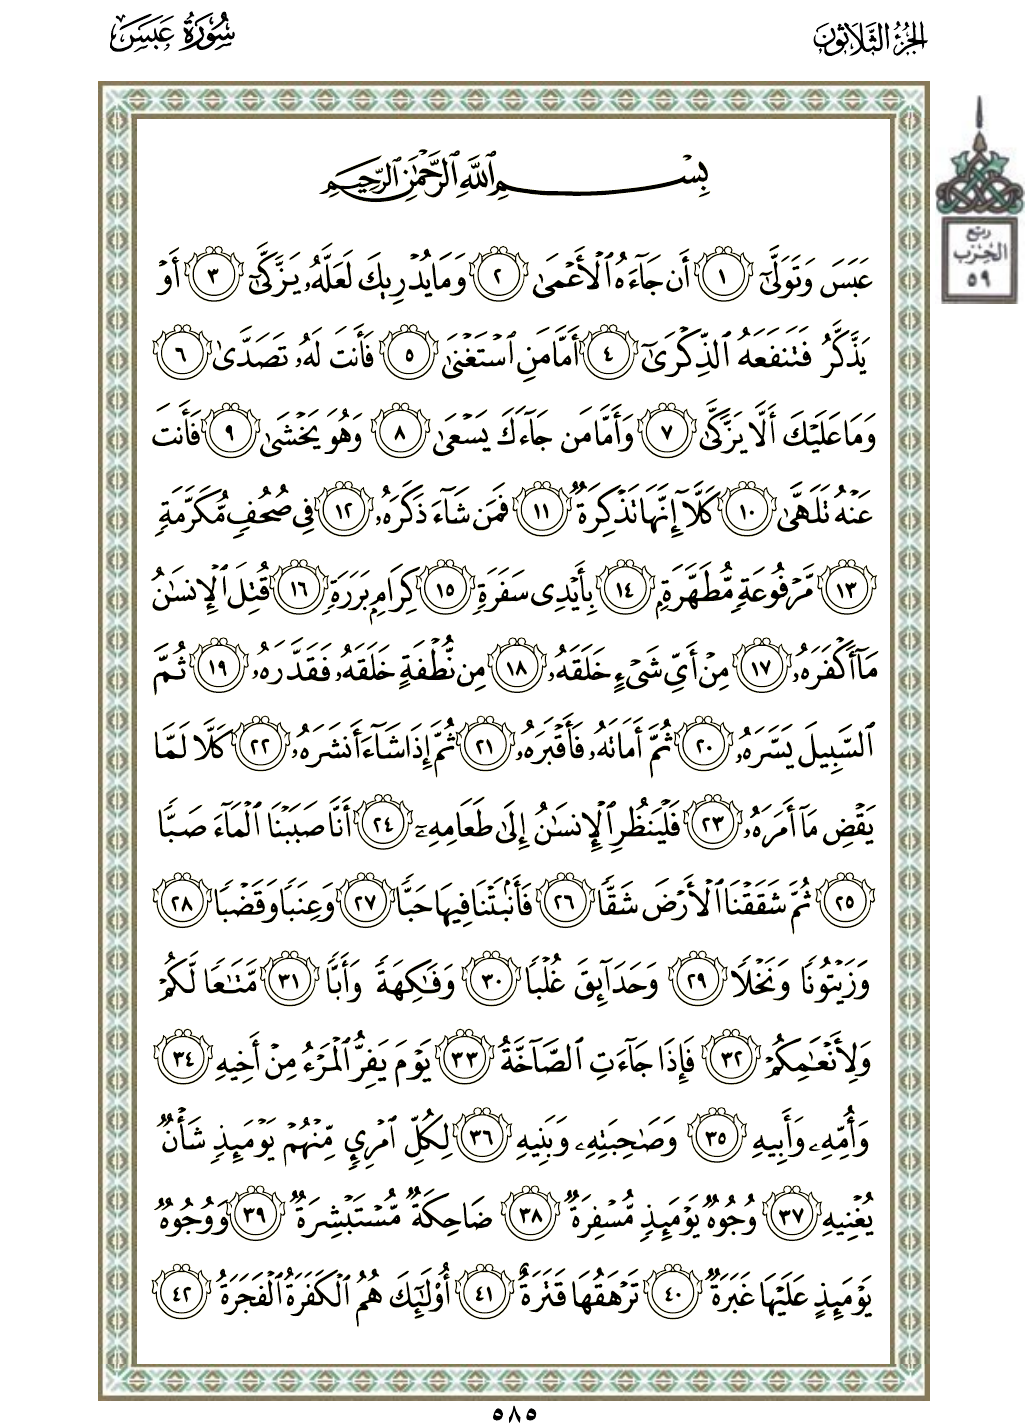 الجزء الثلاثون
سورة عبس
ربع
الحزب
٥٩
بِسْمِ اللَّهِ الرَّحْمَٰنِ الرَّحِيمِ
عَبَسَ وَتَوَلَّىٰٓ ١ أَن جَآءَهُ ٱلْأَعْمَىٰ ٢ وَمَا يُدْرِيكَ لَعَلَّهُۥ يَزَّكَّىٰٓ ٣ أَوْ
يَذَّكَّرُ فَتَنفَعَهُ ٱلذِّكْرَىٰٓ ٤ أَمَّا مَنِ ٱسْتَغْنَىٰ ٥ فَأَنتَ لَهُۥ تَصَدَّىٰ ٦
وَمَا عَلَيْكَ أَلَّا يَزَّكَّىٰ ٧ وَأَمَّا مَن جَآءَكَ يَسْعَىٰ ٨ وَهُوَ يَخْشَىٰ ٩ فَأَنتَ
عَنْهُ تَلَهَّىٰ ١٠ كَلَّآ إِنَّهَا تَذْكِرَةٌ ١١ فَمَن شَآءَ ذَكَرَهُۥ ١٢ فِى صُحُفٍ مُّكَرَّمَةٍ
١٣ مَّرْفُوعَةٍ مُّطَهَّرَةٍۭ ١٤ بِأَيْدِى سَفَرَةٍ ١٥ كِرَامٍۭ بَرَرَةٍ ١٦ قُتِلَ ٱلْإِنسَٰنُ
مَآ أَكْفَرَهُۥ ١٧ مِنْ أَىِّ شَىْءٍ خَلَقَهُۥ ١٨ مِن نُّطْفَةٍ خَلَقَهُۥ فَقَدَّرَهُۥ ١٩ ثُمَّ
ٱلسَّبِيلَ يَسَّرَهُۥ ٢٠ ثُمَّ أَمَاتَهُۥ فَأَقْبَرَهُۥ ٢١ ثُمَّ إِذَا شَآءَ أَنشَرَهُۥ ٢٢ كَلَّا لَمَّا
يَقْضِ مَآ أَمَرَهُۥ ٢٣ فَلْيَنظُرِ ٱلْإِنسَٰنُ إِلَىٰ طَعَامِهِۦٓ ٢٤ أَنَّا صَبَبْنَا ٱلْمَآءَ صَبًّا
٢٥ ثُمَّ شَقَقْنَا ٱلْأَرْضَ شَقًّا ٢٦ فَأَنۢبَتْنَا فِيهَا حَبًّا ٢٧ وَعِنَبًا وَقَضْبًا ٢٨
وَزَيْتُونًا وَنَخْلًا ٢٩ وَحَدَآئِقَ غُلْبًا ٣٠ وَفَٰكِهَةً وَأَبًّا ٣١ مَّتَٰعًا لَّكُمْ
وَلِأَنْعَٰمِكُمْ ٣٢ فَإِذَا جَآءَتِ ٱلصَّآخَّةُ ٣٣ يَوْمَ يَفِرُّ ٱلْمَرْءُ مِنْ أَخِيهِ ٣٤
وَأُمِّهِۦ وَأَبِيهِ ٣٥ وَصَٰحِبَتِهِۦ وَبَنِيهِ ٣٦ لِكُلِّ ٱمْرِئٍ مِّنْهُمْ يَوْمَئِذٍ شَأْنٌ
يُغْنِيهِ ٣٧ وُجُوهٌ يَوْمَئِذٍ مُّسْفِرَةٌ ٣٨ ضَاحِكَةٌ مُّسْتَبْشِرَةٌ ٣٩ وَوُجُوهٌ
يَوْمَئِذٍ عَلَيْهَا غَبَرَةٌ ٤٠ تَرْهَقُهَا قَتَرَةٌ ٤١ أُو۟لَٰٓئِكَ هُمُ ٱلْكَفَرَةُ ٱلْفَجَرَةُ ٤٢
٥٨٥